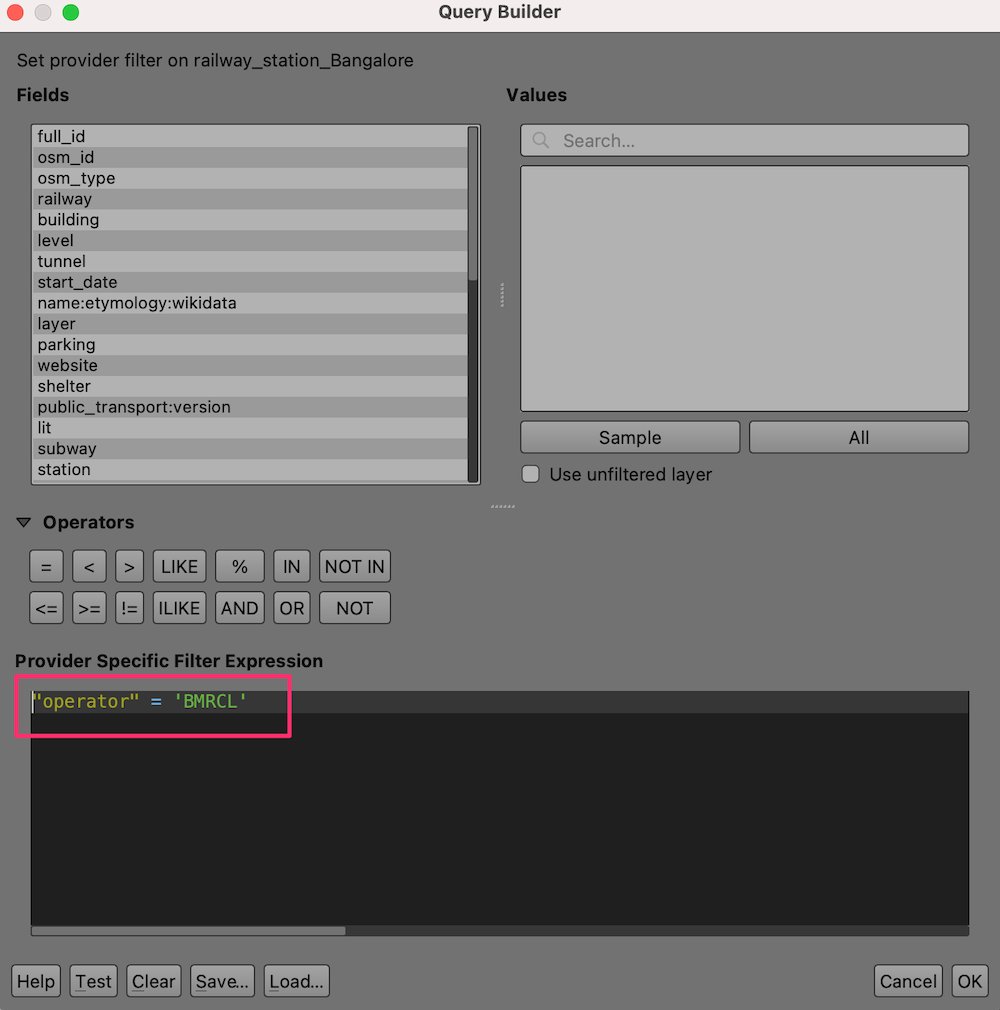 Query Builder
Set provider filter on railway_station_Bangalore
Fields
full_id
osm_id
osm_type
railway
building
level
tunnel
start_date
name:etymology:wikidata
layer
parking
website
shelter
public_transport:version
lit
subway
station
Values
Search...
Sample All
Use unfiltered layer
Operators
= < > LIKE % IN NOT IN
<= >= != ILIKE AND OR NOT
Provider Specific Filter Expression
"operator" = 'BMRCL'
Help Test Clear Save... Load... Cancel OK